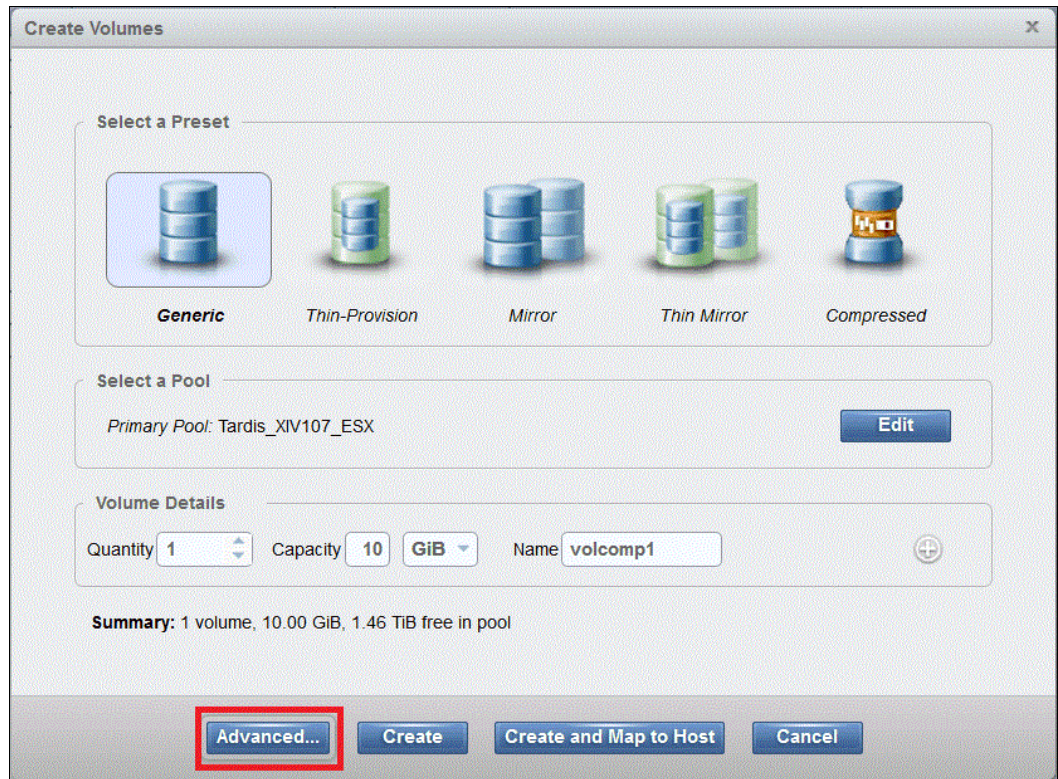 Create Volumes x
Select a Preset
Generic Thin-Provision Mirror Thin Mirror Compressed
Select a Pool
Primary Pool: Tardis_XIV107_ESX Edit
Volume Details
Quantity 1 Capacity 10 GiB Name volcomp1
Summary: 1 volume, 10.00 GiB, 1.46 TiB free in pool
Advanced... Create Create and Map to Host Cancel